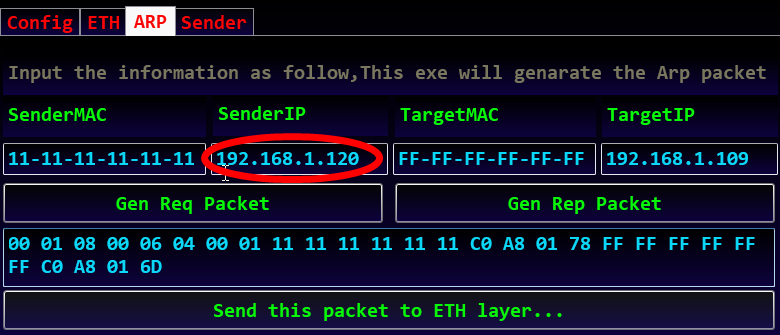 Config ETH ARP Sender
Input the information as follow,This exe will genarate the Arp packet
SenderMAC SenderIP TargetMAC TargetIP
11-11-11-11-11-11 192.168.1.120 FF-FF-FF-FF-FF-FF 192.168.1.109
Gen Req Packet Gen Rep Packet
00 01 08 00 06 04 00 01 11 11 11 11 11 11 C0 A8 01 78 FF FF FF FF FF
FF C0 A8 01 6D
Send this packet to ETH layer...